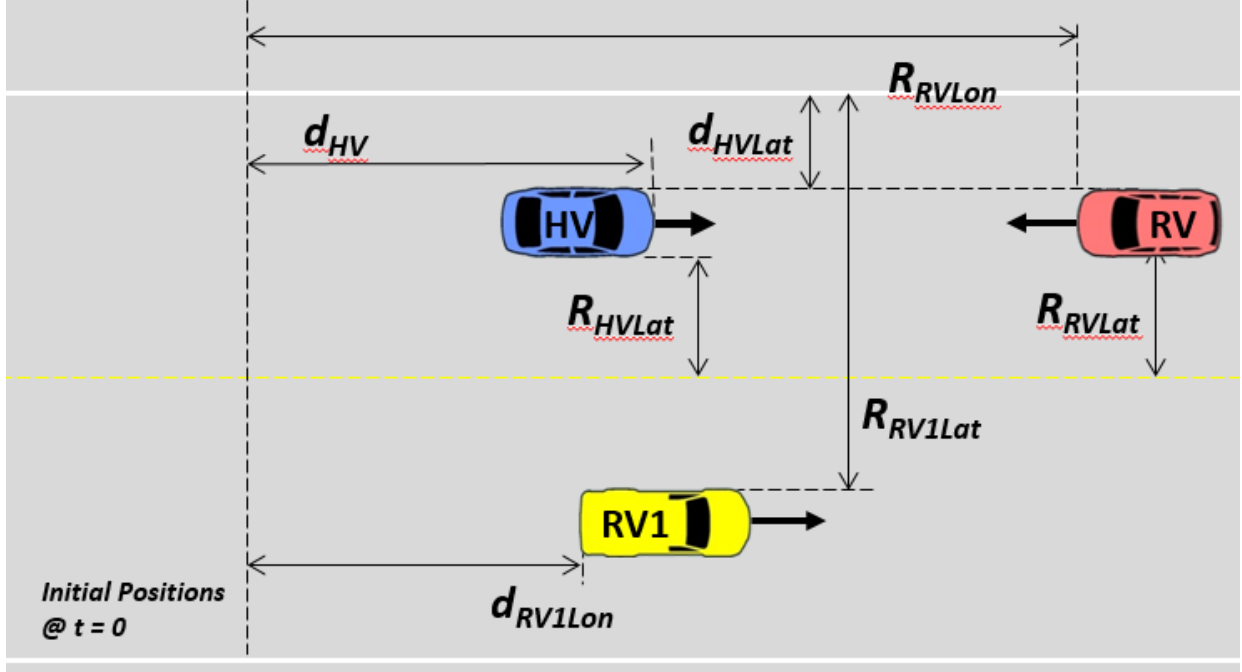 R_RVLon
d_HV
d_HVLat
HV
RV
R_HVLat
R_RVLat
R_RV1Lat
RV1
Initial Positions
@ t = 0
d_RV1Lon